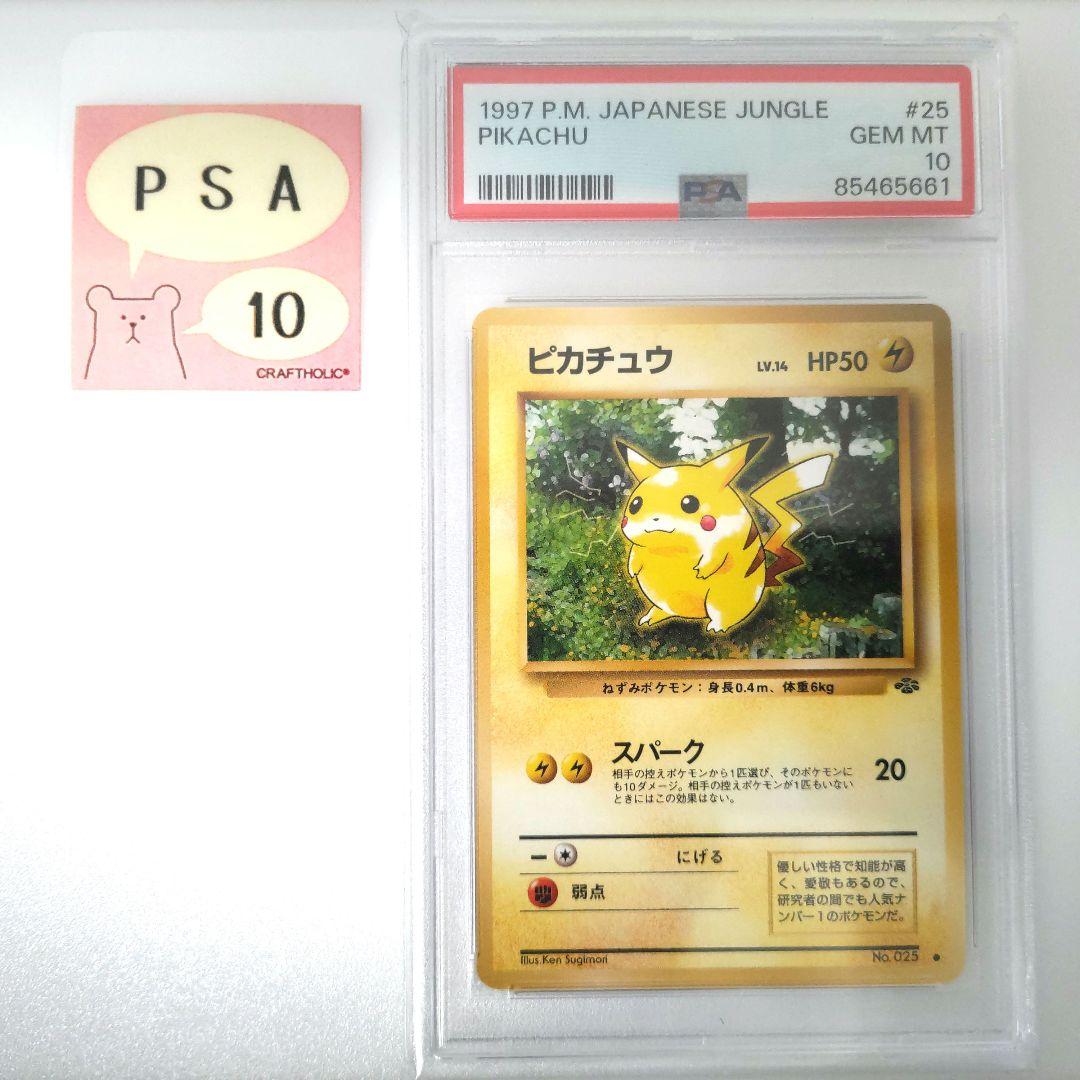 P S A
10
CRAFTHOLIC®
1997 P.M. JAPANESE JUNGLE #25
PIKACHU GEM MT
10
PSA 85465661
ピカチュウ LV.14 HP50
ねずみポケモン：身長0.4m、体重6kg
スパーク
相手の控えポケモンから1匹選び、そのポケモンに
も10ダメージ。相手の控えポケモンが1匹もいない
ときにはこの効果はない。
20
にげる
弱点
優しい性格で知能が高
く、愛敬もあるので、
研究者の間でも人気ナ
ンバー1のポケモンだ。
Illus.Ken Sugimori No. 025 ●